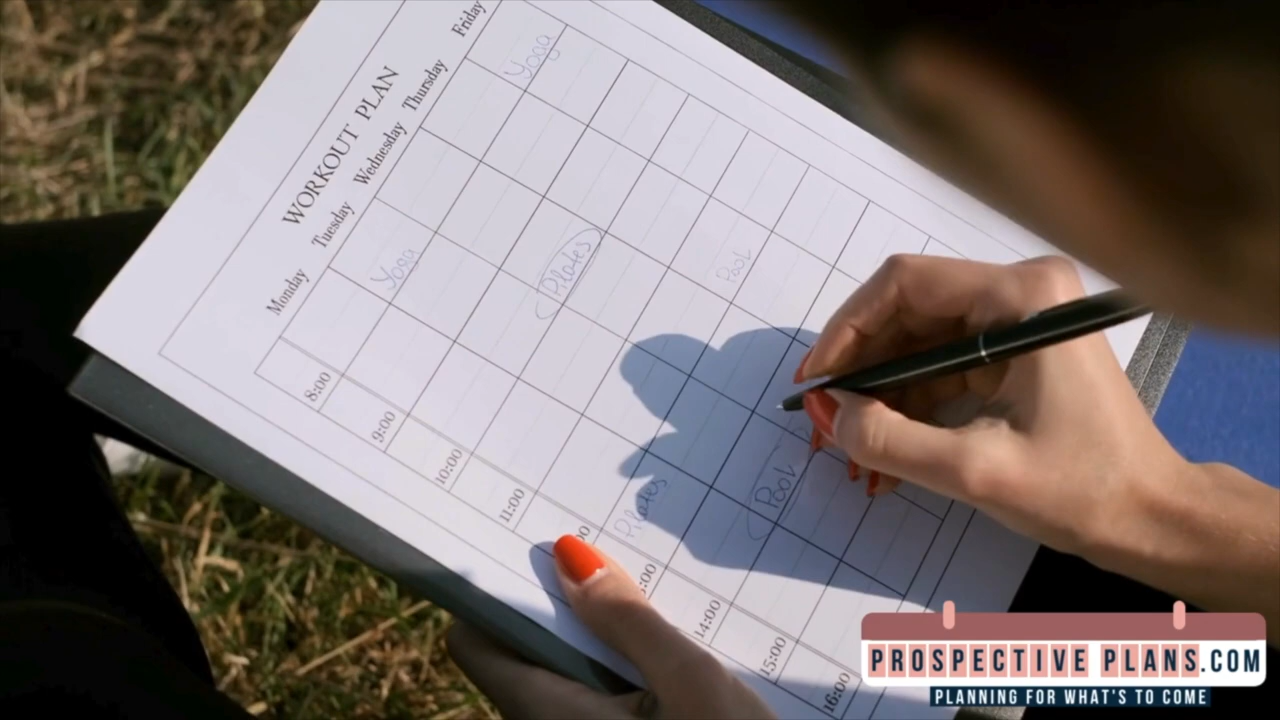 WORKOUT PLAN
Monday Tuesday Wednesday Thursday Friday
8:00 Yoga
9:00 Yoga
10:00 Pilates
11:00
Pilates
Pool
14:00 Pool
15:00
16:00
PROSPECTIVE PLANS.COM
PLANNING FOR WHAT'S TO COME